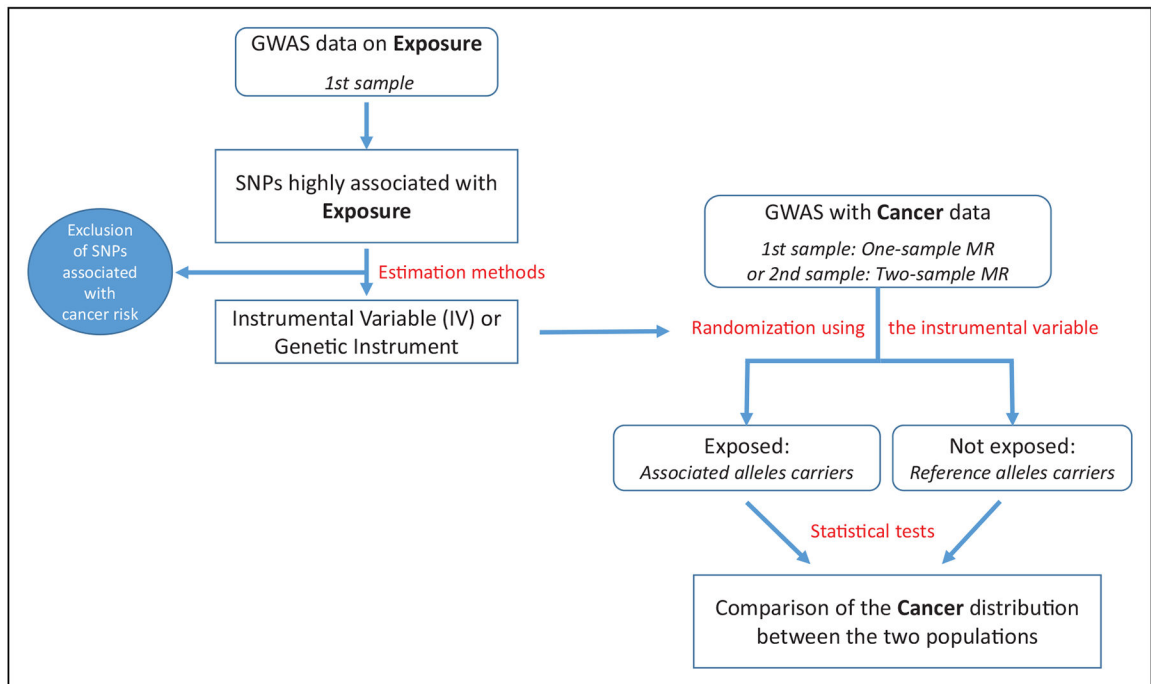 GWAS data on Exposure
1st sample
SNPs highly associated with
Exposure
Exclusion
of SNPs
associated
with
cancer risk
Estimation methods
Instrumental Variable (IV) or
Genetic Instrument
GWAS with Cancer data
1st sample: One-sample MR
or 2nd sample: Two-sample MR
Randomization using the instrumental variable
Exposed:
Associated alleles carriers
Not exposed:
Reference alleles carriers
Statistical tests
Comparison of the Cancer distribution
between the two populations